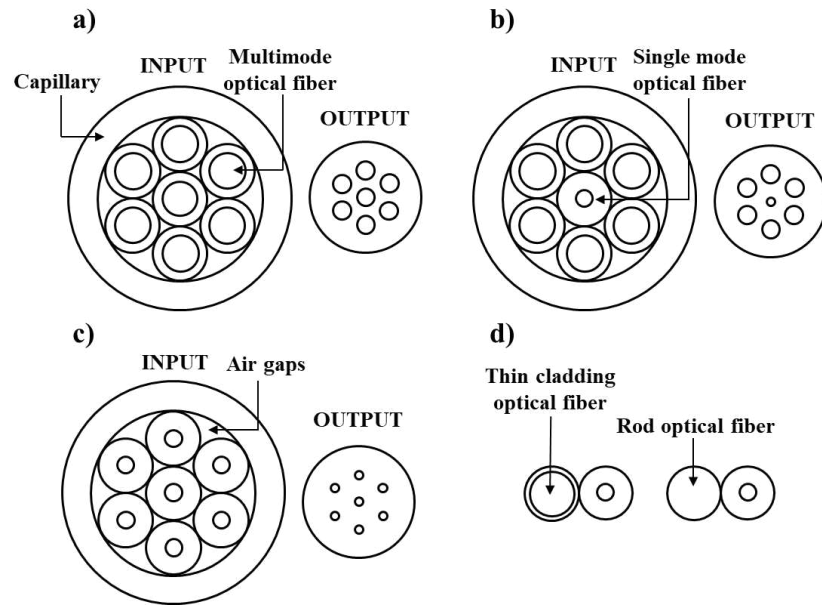 a)
INPUT
Capillary
Multimode
optical fiber
OUTPUT
b)
INPUT
Single mode
optical fiber
OUTPUT
c)
INPUT
Air gaps
OUTPUT
d)
Thin cladding
optical fiber
Rod optical fiber